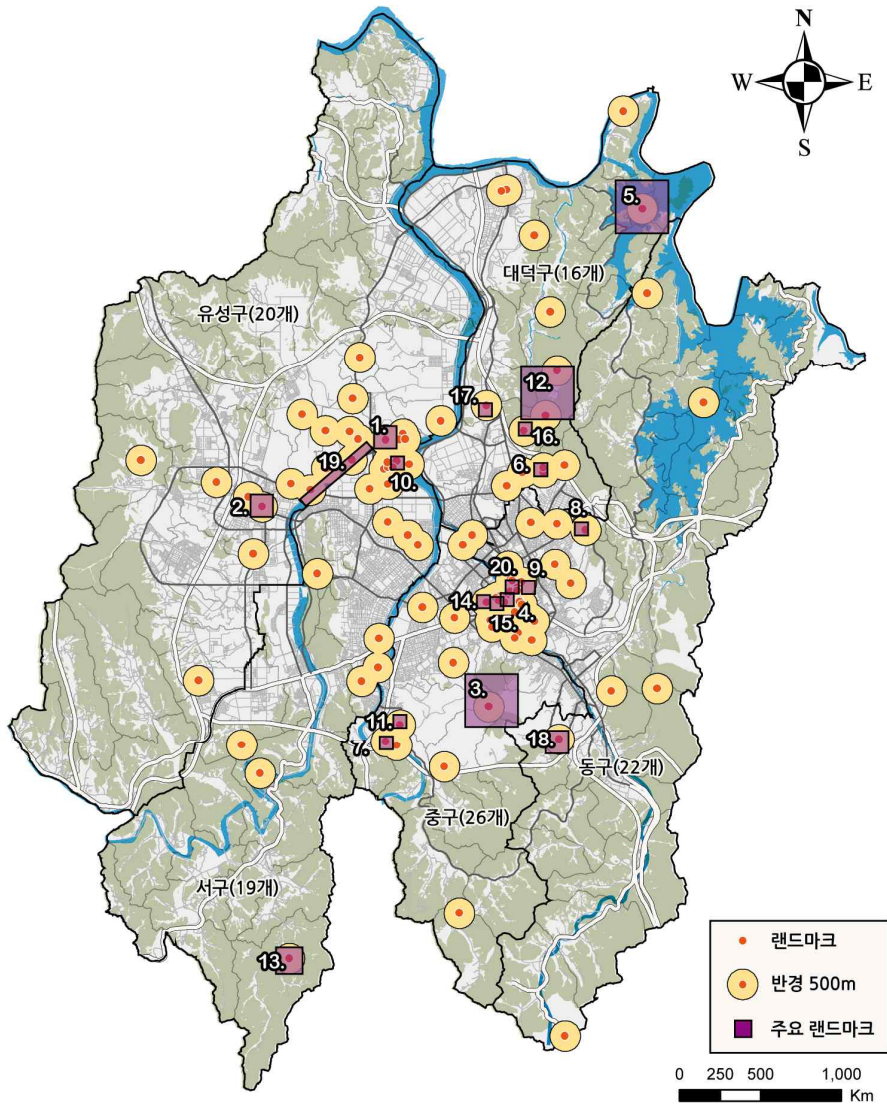 N
W E
S
5.
대덕구(16개)
유성구(20개)
12.
17.
1.
16.
19.
6.
10.
2.
8.
20. 9.
14.
4.
15.
3.
11.
18.
7.
동구(22개)
중구(26개)
서구(19개)
13.
랜드마크
반경 500m
주요 랜드마크
0 250 500 1,000
Km